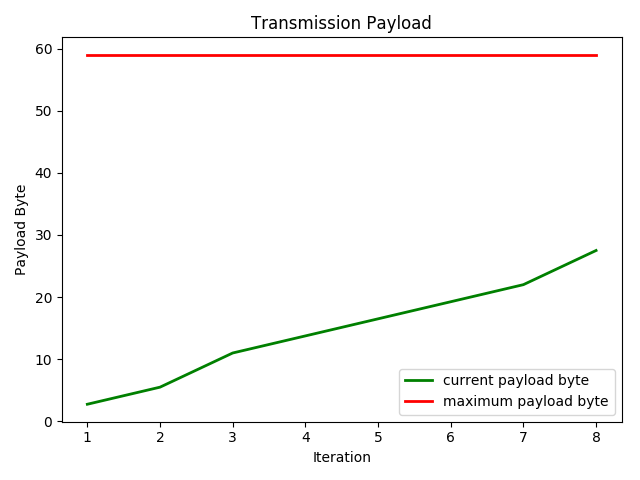 Transmission Payload
60
50
40
30
20
10
0
Payload Byte
current payload byte
maximum payload byte
1 2 3 4 5 6 7 8
Iteration